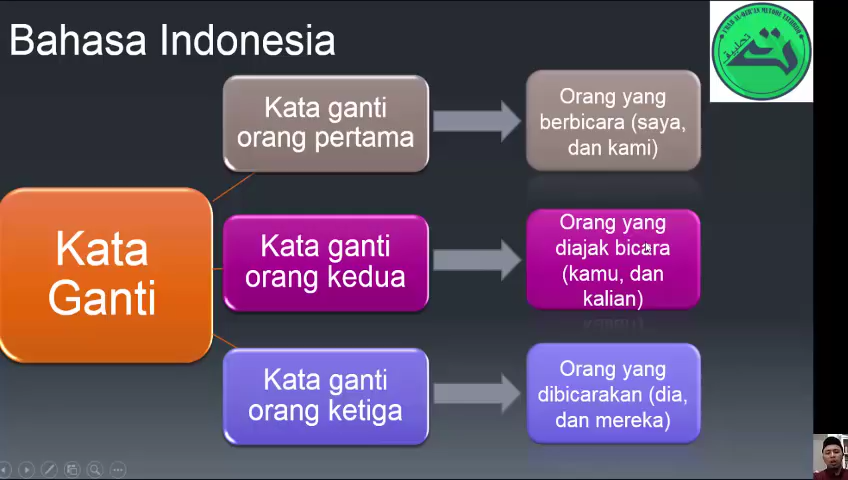 Bahasa Indonesia
Kata ganti
orang pertama
Orang yang
berbicara (saya,
dan kami)
Kata
Ganti
Kata ganti
orang kedua
Orang yang
diajak bicara
(kamu, dan
kalian)
Kata ganti
orang ketiga
Orang yang
dibicarakan (dia,
dan mereka)